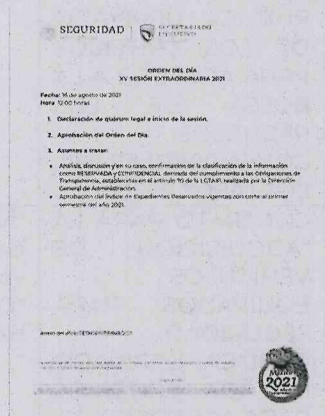 SEGURIDAD
SECRETARIADO
EJECUTIVO
ORDEN DEL DÍA
XV SESIÓN EXTRAORDINARIA 2021
Fecha: 16 de agosto de 2021
Hora: 12:00 horas
1. Declaración de quórum legal e inicio de la sesión.
2. Aprobación del Orden del Día.
3. Asuntos a tratar:
• Análisis, discusión y en su caso, confirmación de la clasificación de la información
como RESERVADA y CONFIDENCIAL derivada del cumplimiento a las Obligaciones de
Transparencia, establecidas en el artículo 70 de la LGTAIP, realizada por la Dirección
General de Administración.
• Aprobación del Índice de Expedientes Reservados vigentes con corte al primer
semestre del año 2021.
México
2021